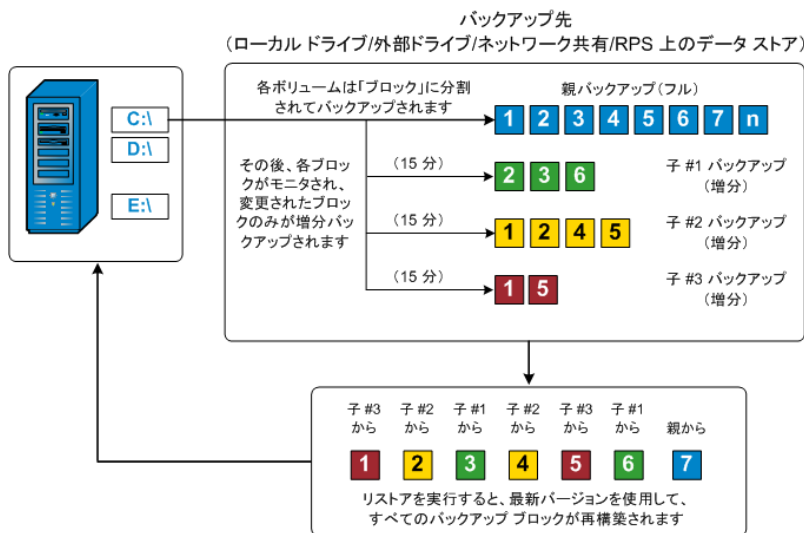 バックアップ先
(ローカル ドライブ/外部ドライブ/ネットワーク共有/RPS 上のデータ ストア)
C:\
D:\
E:\
各ボリュームは「ブロック」に分割
されてバックアップされます
親バックアップ(フル)
1 2 3 4 5 6 7 n
その後、各ブロッ
クがモニタされ、
変更されたブロッ
クのみが増分バッ
クアップされます
(15 分)
2 3 6
子 #1 バックアップ
(増分)
(15 分)
1 2 4 5
子 #2 バックアップ
(増分)
(15 分)
1 5
子 #3 バックアップ
(増分)
子 #3 子 #2 子 #1 子 #2 子 #3 子 #1
から から から から から から 親から
1 2 3 4 5 6 7
リストアを実行すると、最新バージョンを使用して、
すべてのバックアップ ブロックが再構築されます